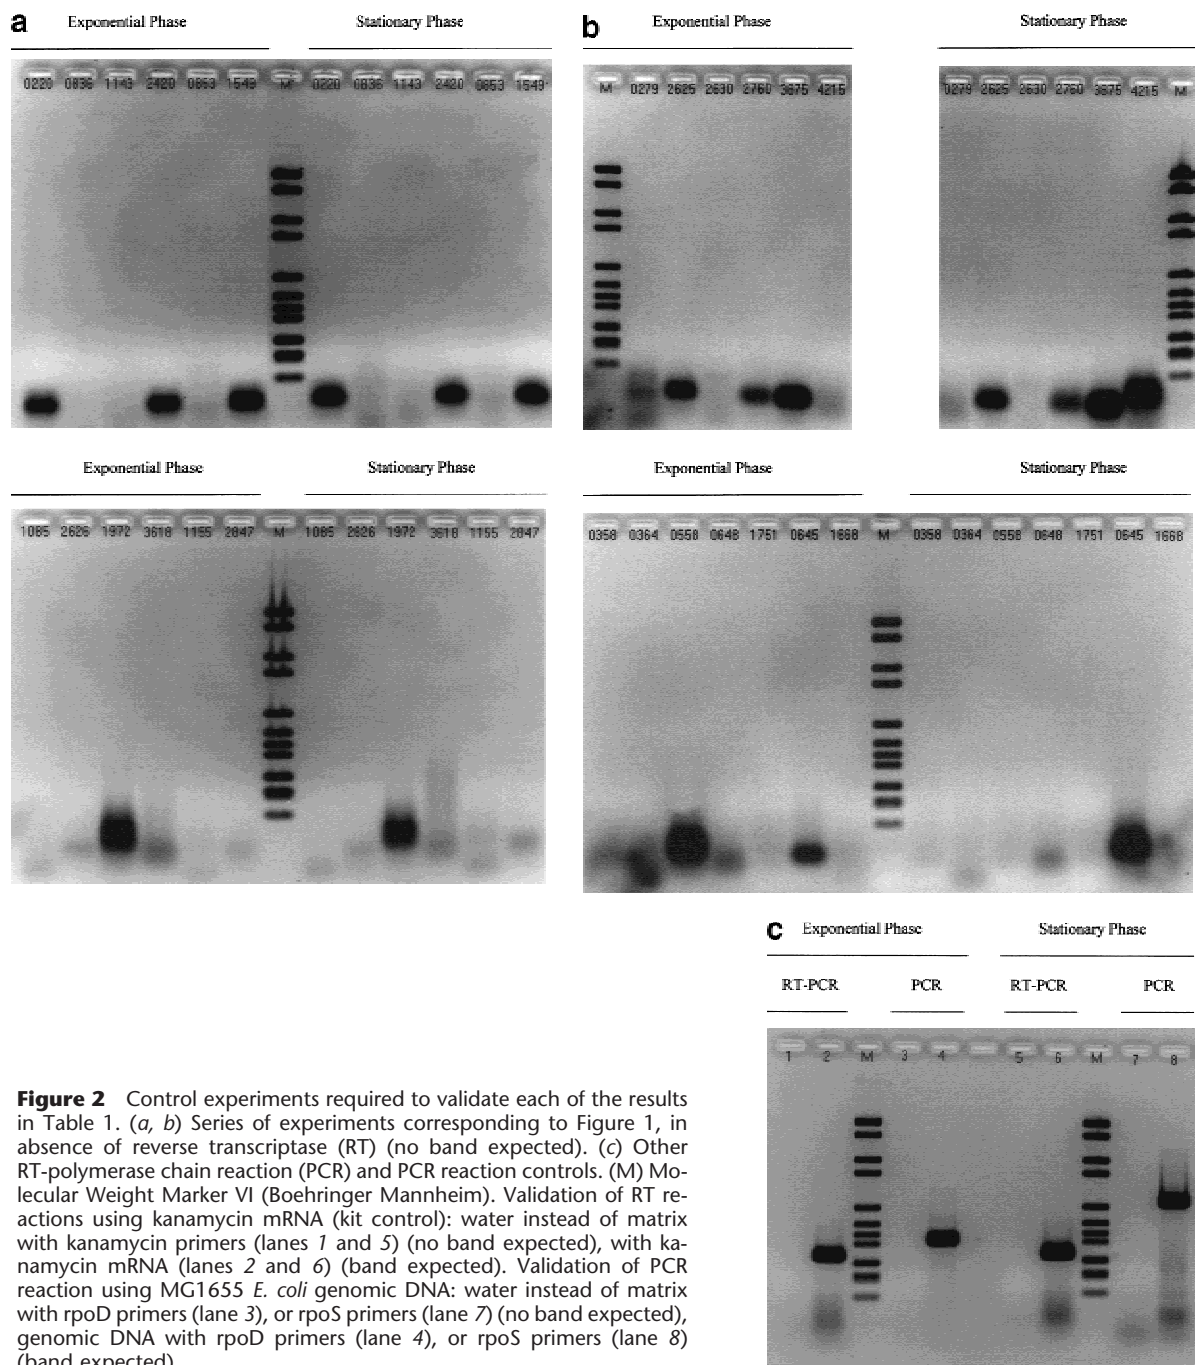 a Exponential Phase Stationary Phase
0220 0836 1143 2420 0853 1549 M 0220 0836 1143 2420 0853 1549
b Exponential Phase Stationary Phase
M 0279 2625 2630 2760 3675 4215
0279 2625 2630 2760 3675 4215 M
Exponential Phase Stationary Phase
1085 2626 1972 3618 1155 2847 M 1085 2626 1972 3618 1155 2847
Exponential Phase Stationary Phase
0358 0364 0558 0648 1751 0645 1668 M 0358 0364 0558 0648 1751 0645 1668
c Exponential Phase Stationary Phase
RT-PCR PCR RT-PCR PCR
1 2 M 3 4 5 6 M 7 8
Figure 2 Control experiments required to validate each of the results
in Table 1. (a, b) Series of experiments corresponding to Figure 1, in
absence of reverse transcriptase (RT) (no band expected). (c) Other
RT-polymerase chain reaction (PCR) and PCR reaction controls. (M) Mo-
lecular Weight Marker VI (Boehringer Mannheim). Validation of RT re-
actions using kanamycin mRNA (kit control): water instead of matrix
with kanamycin primers (lanes 1 and 5) (no band expected), with ka-
namycin mRNA (lanes 2 and 6) (band expected). Validation of PCR
reaction using MG1655 E. coli genomic DNA: water instead of matrix
with rpoD primers (lane 3), or rpoS primers (lane 7) (no band expected),
genomic DNA with rpoD primers (lane 4), or rpoS primers (lane 8)
(band expected)